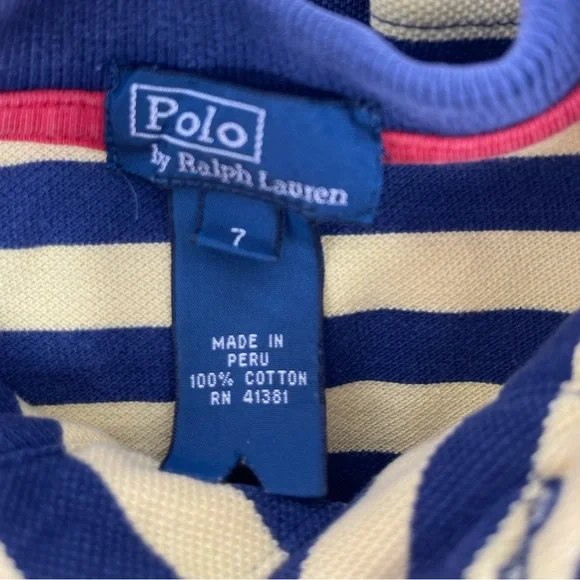 Polo
by Ralph Lauren
7
MADE IN
PERU
100% COTTON
RN 41381